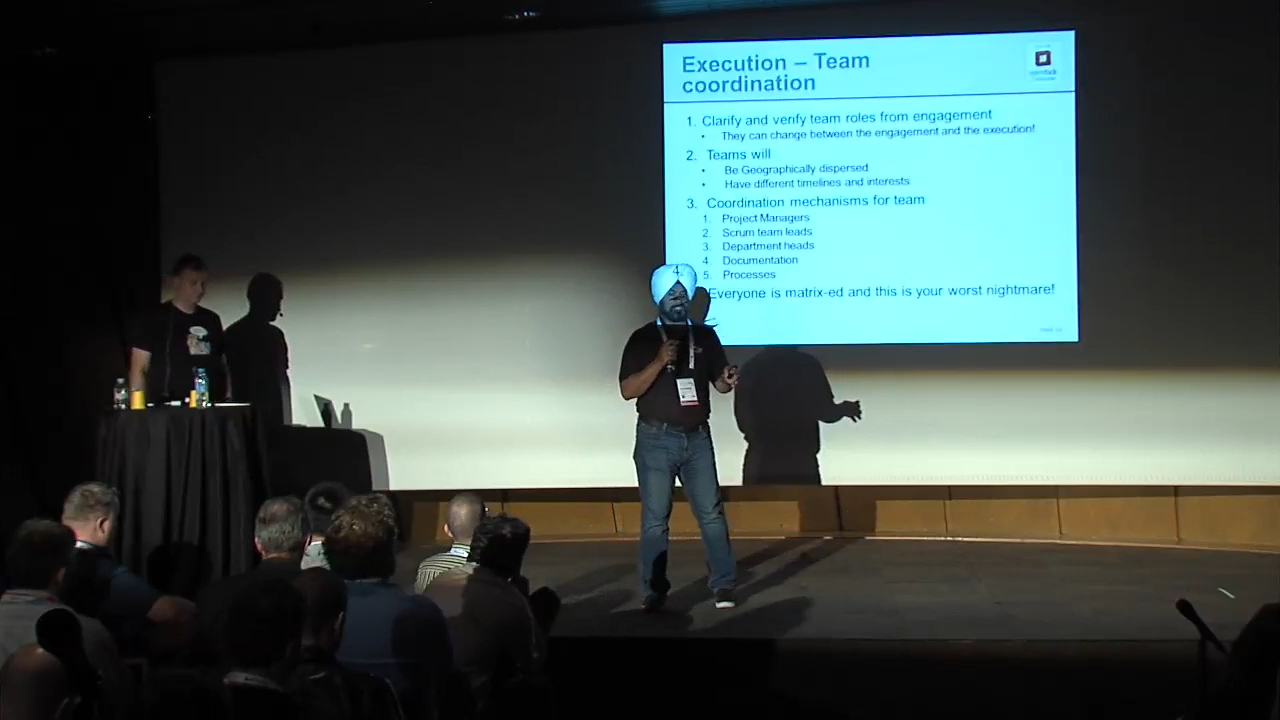 Execution – Team
coordination
1. Clarify and verify team roles from engagement
• They can change between the engagement and the execution!
2. Teams will
• Be Geographically dispersed
• Have different timelines and interests
3. Coordination mechanisms for team
1. Project Managers
2. Scrum team leads
3. Department heads
4. Documentation
5. Processes
4. Everyone is matrix-ed and this is your worst nightmare!